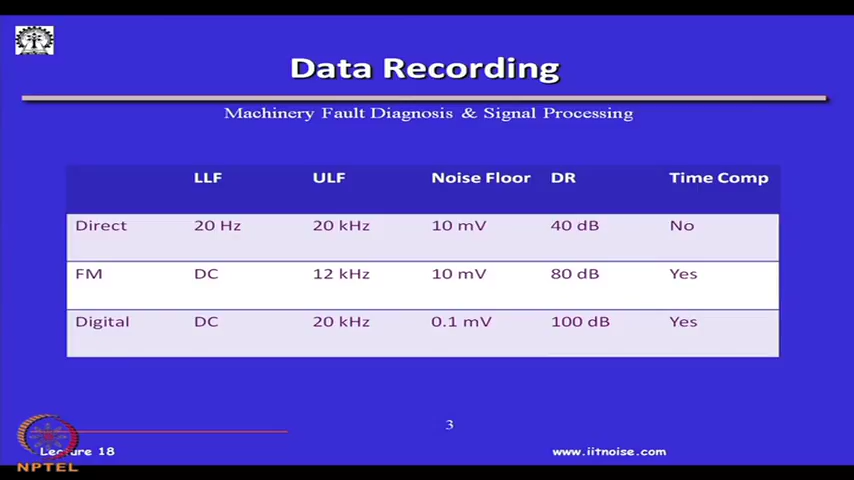 Data Recording
Machinery Fault Diagnosis & Signal Processing
LLF ULF Noise Floor DR Time Comp
Direct 20 Hz 20 kHz 10 mV 40 dB No
FM DC 12 kHz 10 mV 80 dB Yes
Digital DC 20 kHz 0.1 mV 100 dB Yes
3
Lecture 18 www.iitnoise.com
NPTEL